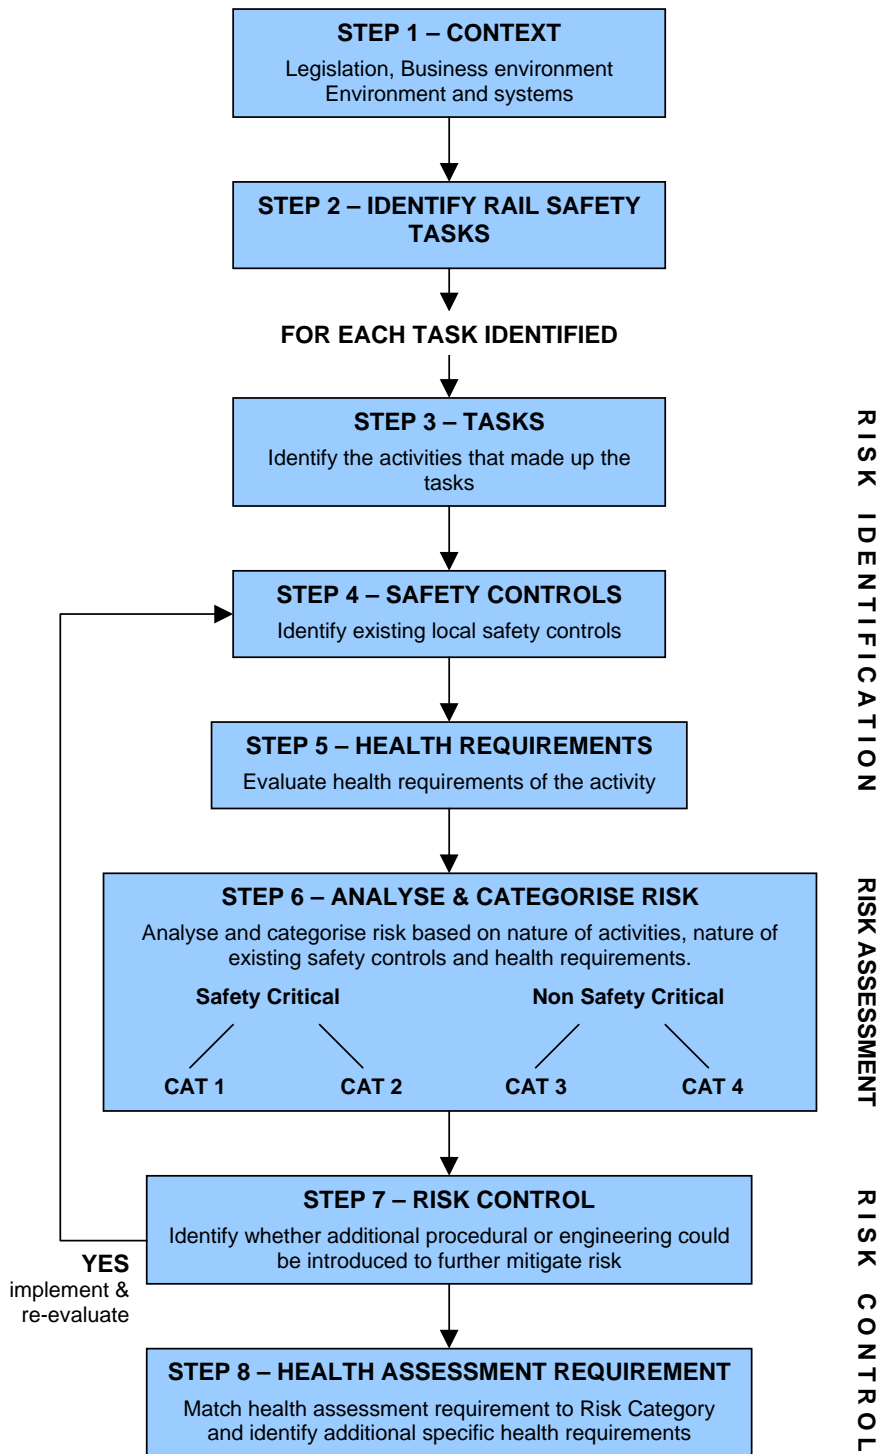 STEP 1 – CONTEXT
Legislation, Business environment
Environment and systems
STEP 2 – IDENTIFY RAIL SAFETY
TASKS
FOR EACH TASK IDENTIFIED
STEP 3 – TASKS
Identify the activities that made up the
tasks
STEP 4 – SAFETY CONTROLS
Identify existing local safety controls
STEP 5 – HEALTH REQUIREMENTS
Evaluate health requirements of the activity
RISK IDENTIFICATION
STEP 6 – ANALYSE & CATEGORISE RISK
Analyse and categorise risk based on nature of activities, nature of
existing safety controls and health requirements.
Safety Critical Non Safety Critical
CAT 1 CAT 2 CAT 3 CAT 4
RISK ASSESSMENT
STEP 7 – RISK CONTROL
Identify whether additional procedural or engineering could
be introduced to further mitigate risk
YES
implement &
re-evaluate
STEP 8 – HEALTH ASSESSMENT REQUIREMENT
Match health assessment requirement to Risk Category
and identify additional specific health requirements
RISK CONTROL